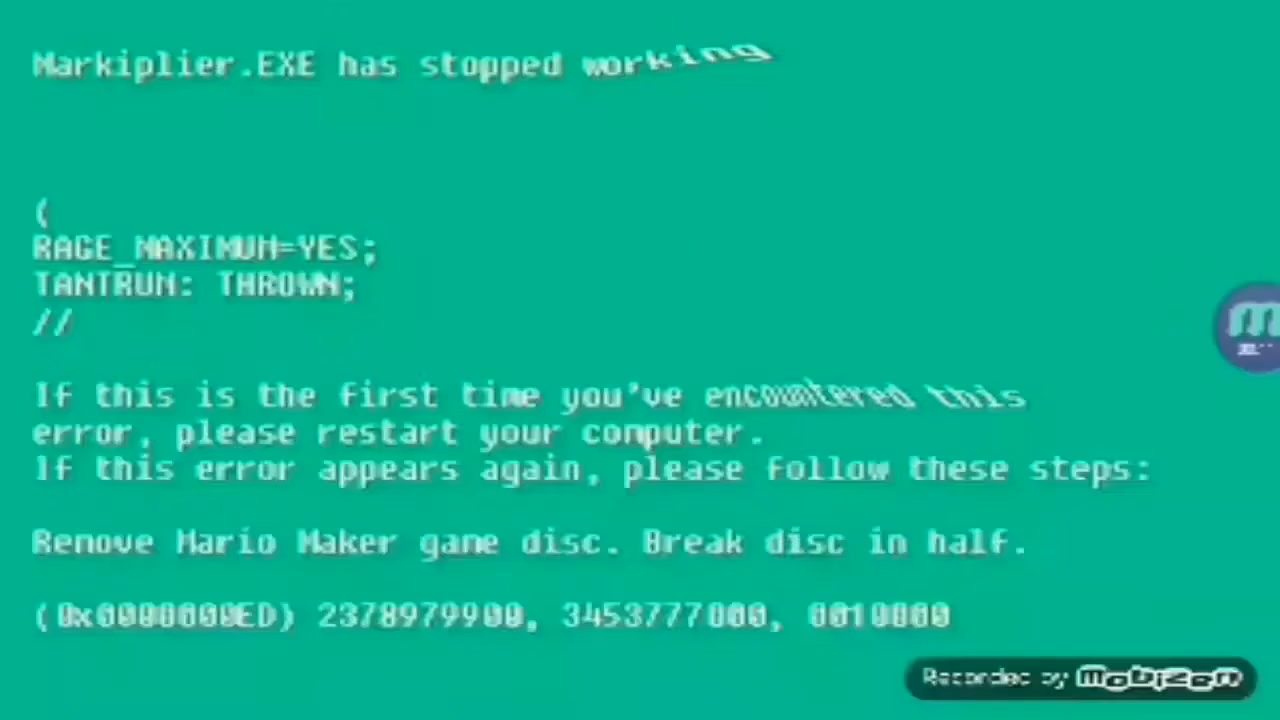 Markiplier.EXE has stopped working
(
RAGE_MAXIMUM=YES;
TANTRUM: THROWN;
//
If this is the first time you've encountered this
error, please restart your computer.
If this error appears again, please follow these steps:
Remove Mario Maker game disc. Break disc in half.
(0x0000000ED) 2378979900, 3453777000, 0010000
m
Recorded by mobizen